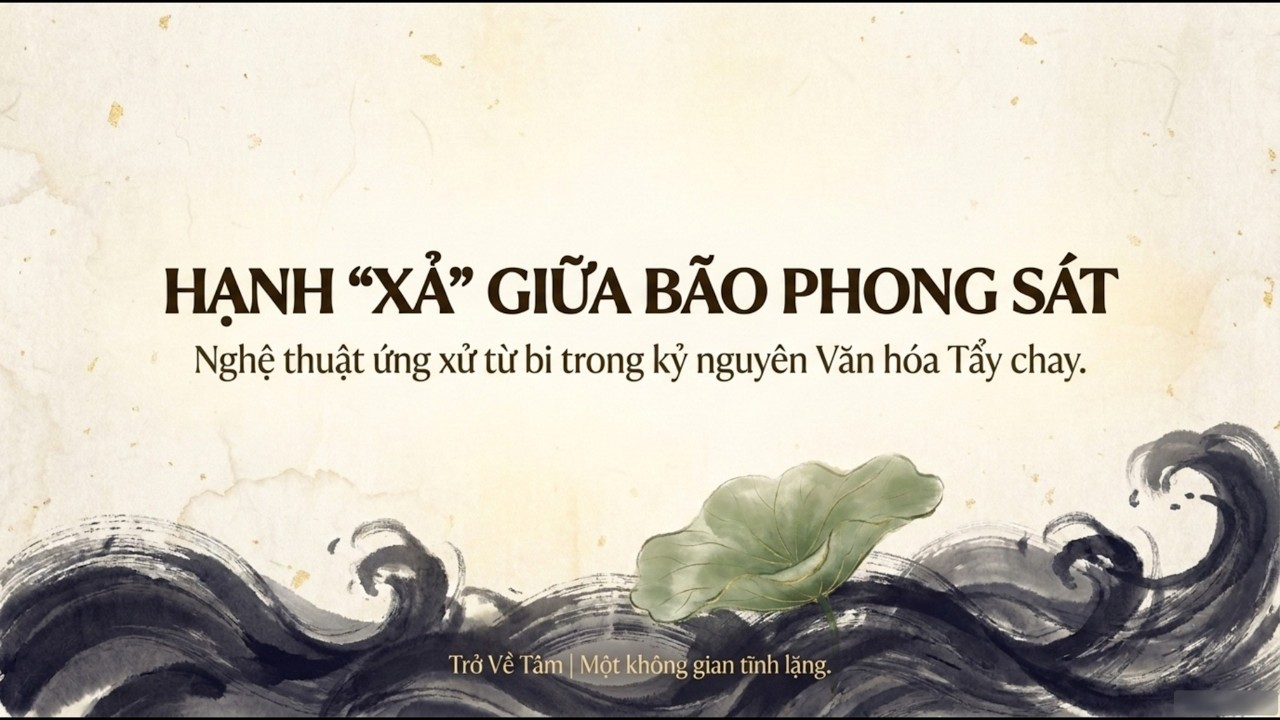 HẠNH “XẢ” GIỮA BÃO PHONG SÁT
Nghệ thuật ứng xử từ bi trong kỷ nguyên Văn hóa Tẩy chay.
Trở Về Tâm | Một không gian tĩnh lặng.